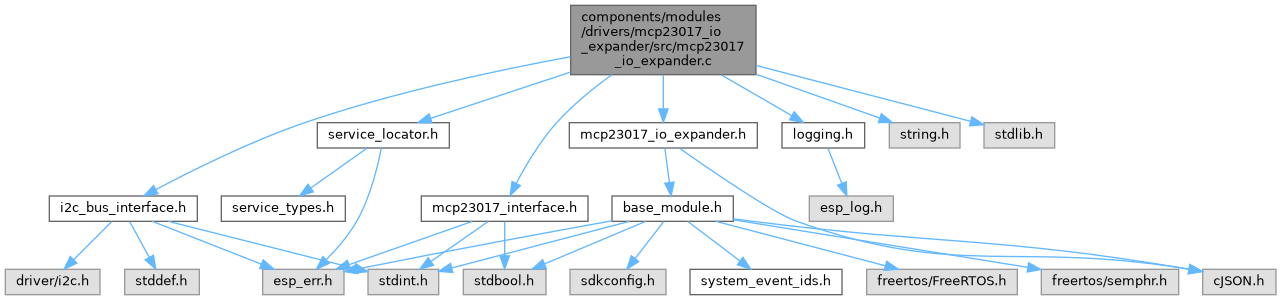 components/modules
/drivers/mcp23017_io
_expander/src/mcp23017
_io_expander.c
service_locator.h
mcp23017_io_expander.h
logging.h
string.h
stdlib.h
i2c_bus_interface.h
service_types.h
mcp23017_interface.h
base_module.h
esp_log.h
driver/i2c.h
stddef.h
esp_err.h
stdint.h
stdbool.h
sdkconfig.h
system_event_ids.h
freertos/FreeRTOS.h
freertos/semphr.h
cJSON.h